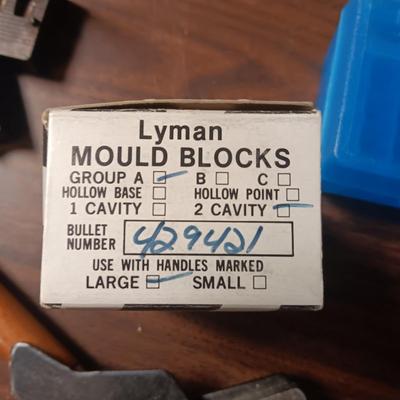 Lyman
MOULD BLOCKS
GROUP A B C
HOLLOW BASE HOLLOW POINT
1 CAVITY 2 CAVITY
BULLET NUMBER 429421
USE WITH HANDLES MARKED
LARGE SMALL